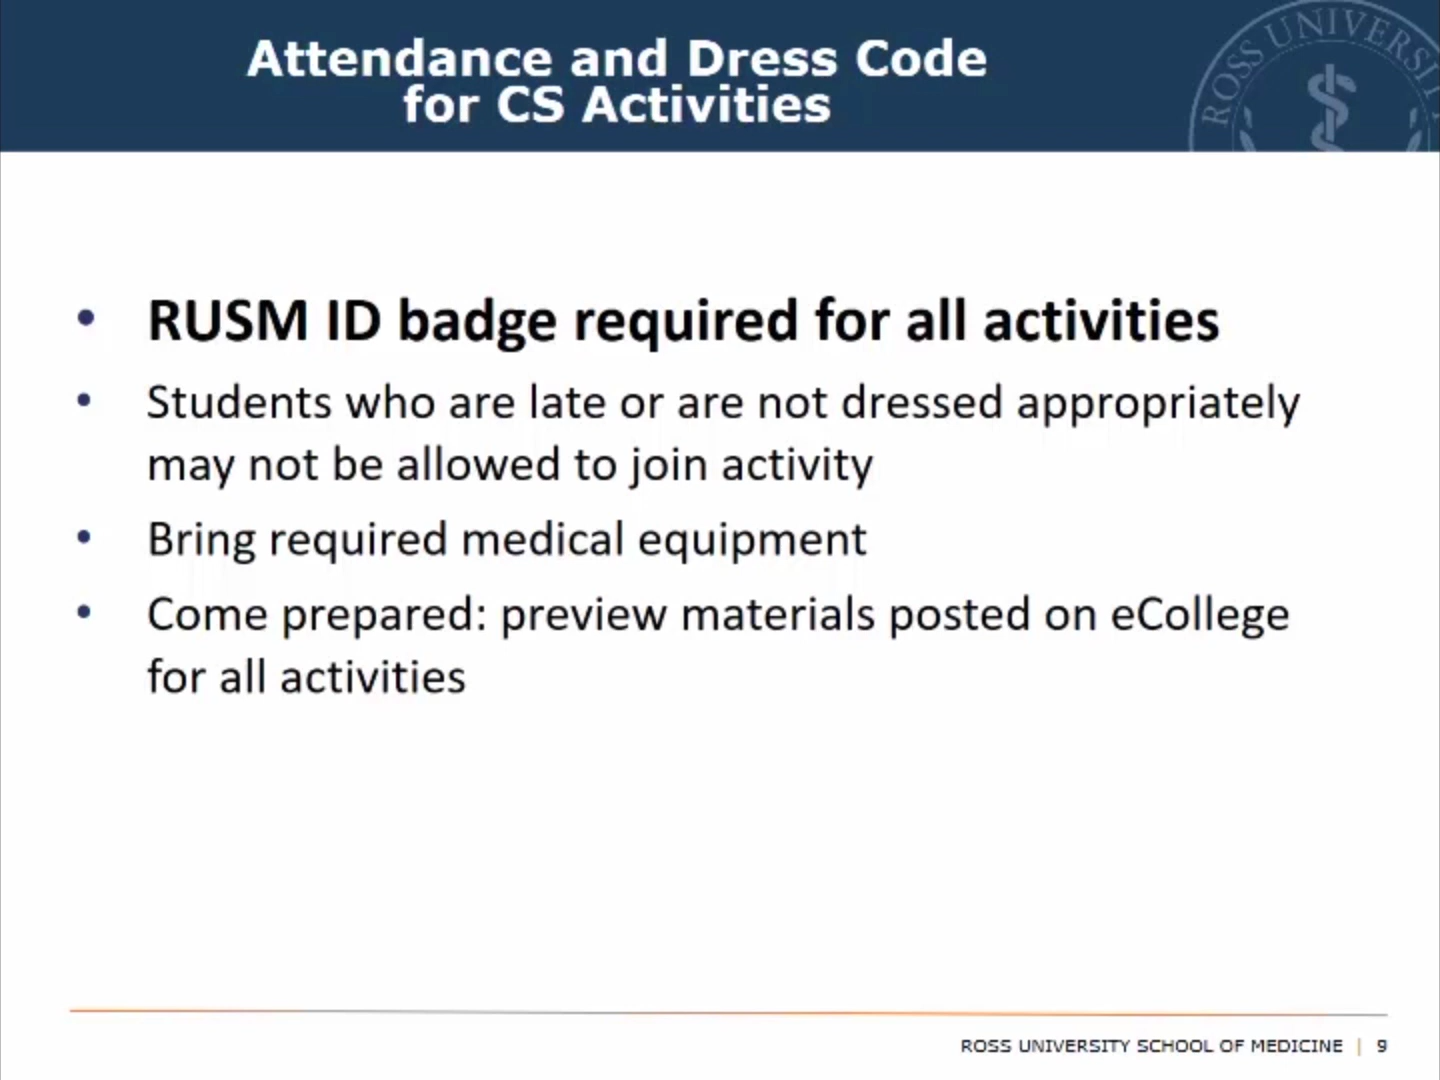 Attendance and Dress Code
for CS Activities
ROSS UNIVERSIT
• RUSM ID badge required for all activities
• Students who are late or are not dressed appropriately
may not be allowed to join activity
• Bring required medical equipment
• Come prepared: preview materials posted on eCollege
for all activities
ROSS UNIVERSITY SCHOOL OF MEDICINE | 9